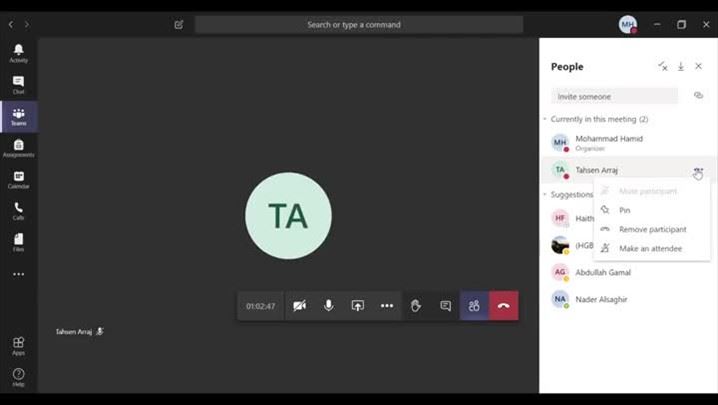 Search or type a command
MH
Activity
Chat
Teams
Assignments
Calendar
Calls
Files
Apps
Help
TA
01:02:47
Tahsen Arraj
People
Invite someone
Currently in this meeting (2)
MH
Mohammad Hamid
Organizer
TA
Tahsen Arraj
Mute participant
Pin
Remove participant
Make an attendee
Suggestions
HF
Haith
(HGB
AG
Abdullah Gamal
NA
Nader Alsaghir